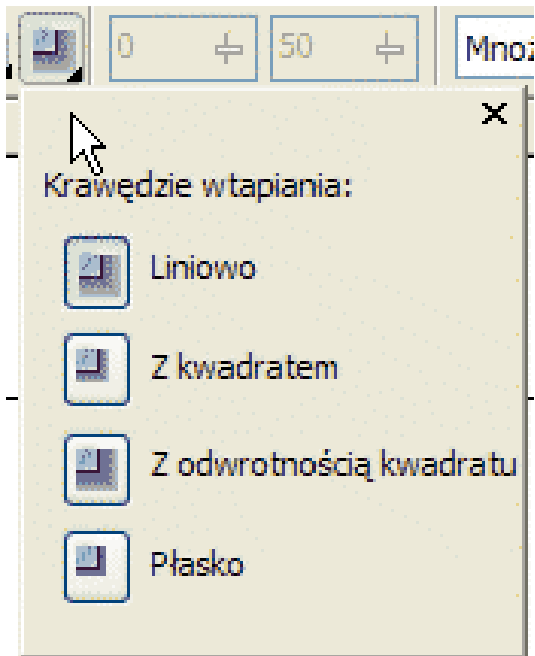 0 50 Mnoż
Krawędzie wtapiania:
Liniowo
Z kwadratem
Z odwrotnością kwadratu
Płasko